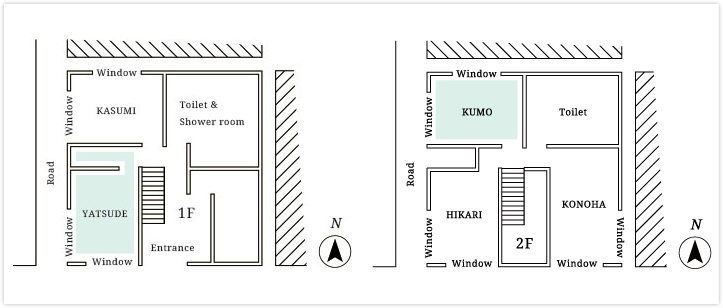 Window
Window
KASUMI
Toilet &
Shower room
Road
YATSUDE
1F
Window
Entrance
Window
N
Window
Window
KUMO
Toilet
Road
HIKARI
KONOHA
Window
2F
Window
Window
Window
N